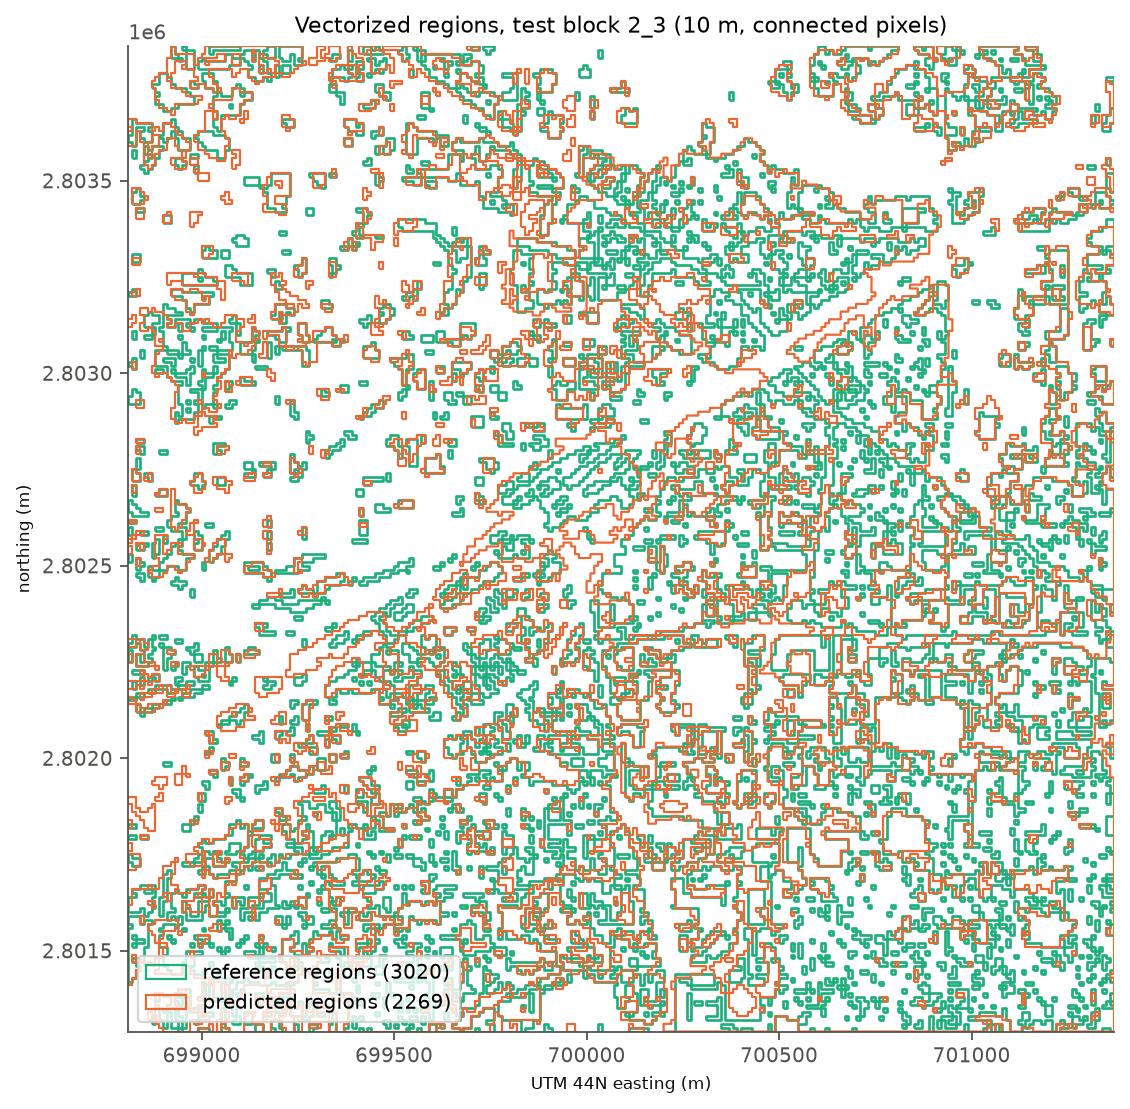 Vectorized regions, test block 2_3 (10 m, connected pixels)
1e6
2.8035
2.8030
2.8025
2.8020
2.8015
northing (m)
reference regions (3020)
predicted regions (2269)
699000 699500 700000 700500 701000
UTM 44N easting (m)